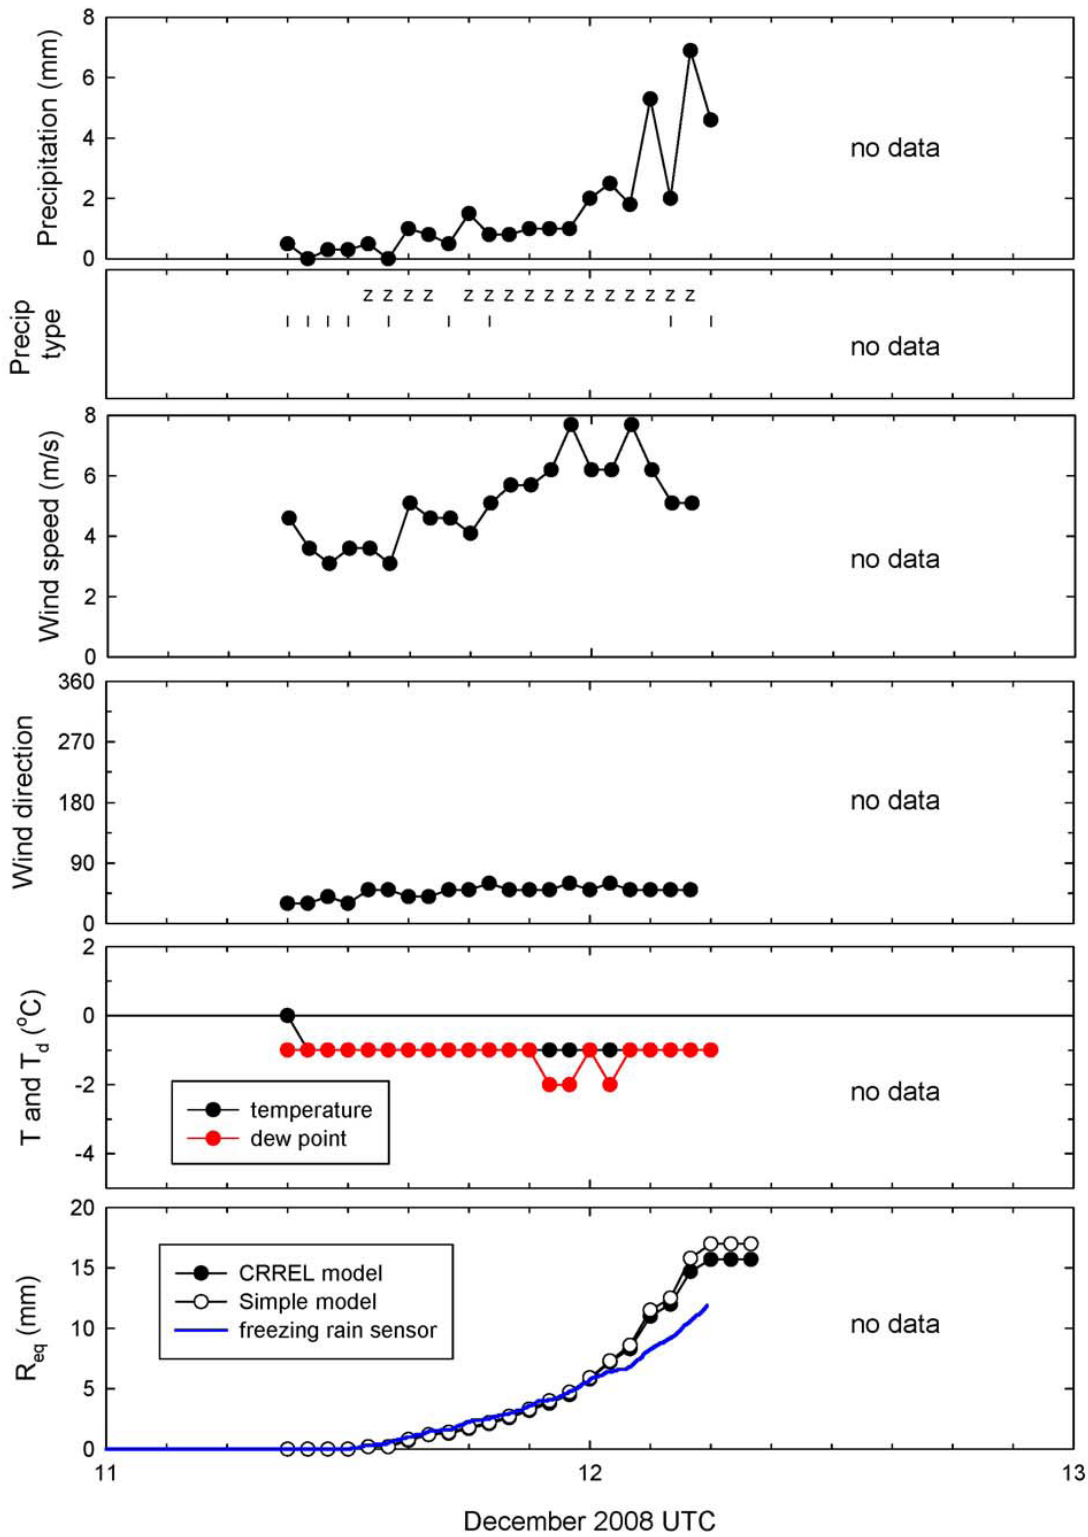 8
6
4
2
0
Precipitation (mm)
no data
Z Z Z Z Z Z Z Z Z Z Z Z Z Z Z Z
I I I I I I I I I
Precip
type
no data
8
6
4
2
0
Wind speed (m/s)
no data
360
270
180
90
0
Wind direction
no data
2
0
-2
-4
T and Td (oC)
temperature
dew point
no data
20
15
10
5
0
Req (mm)
CRREL model
Simple model
freezing rain sensor
no data
11 12 13
December 2008 UTC